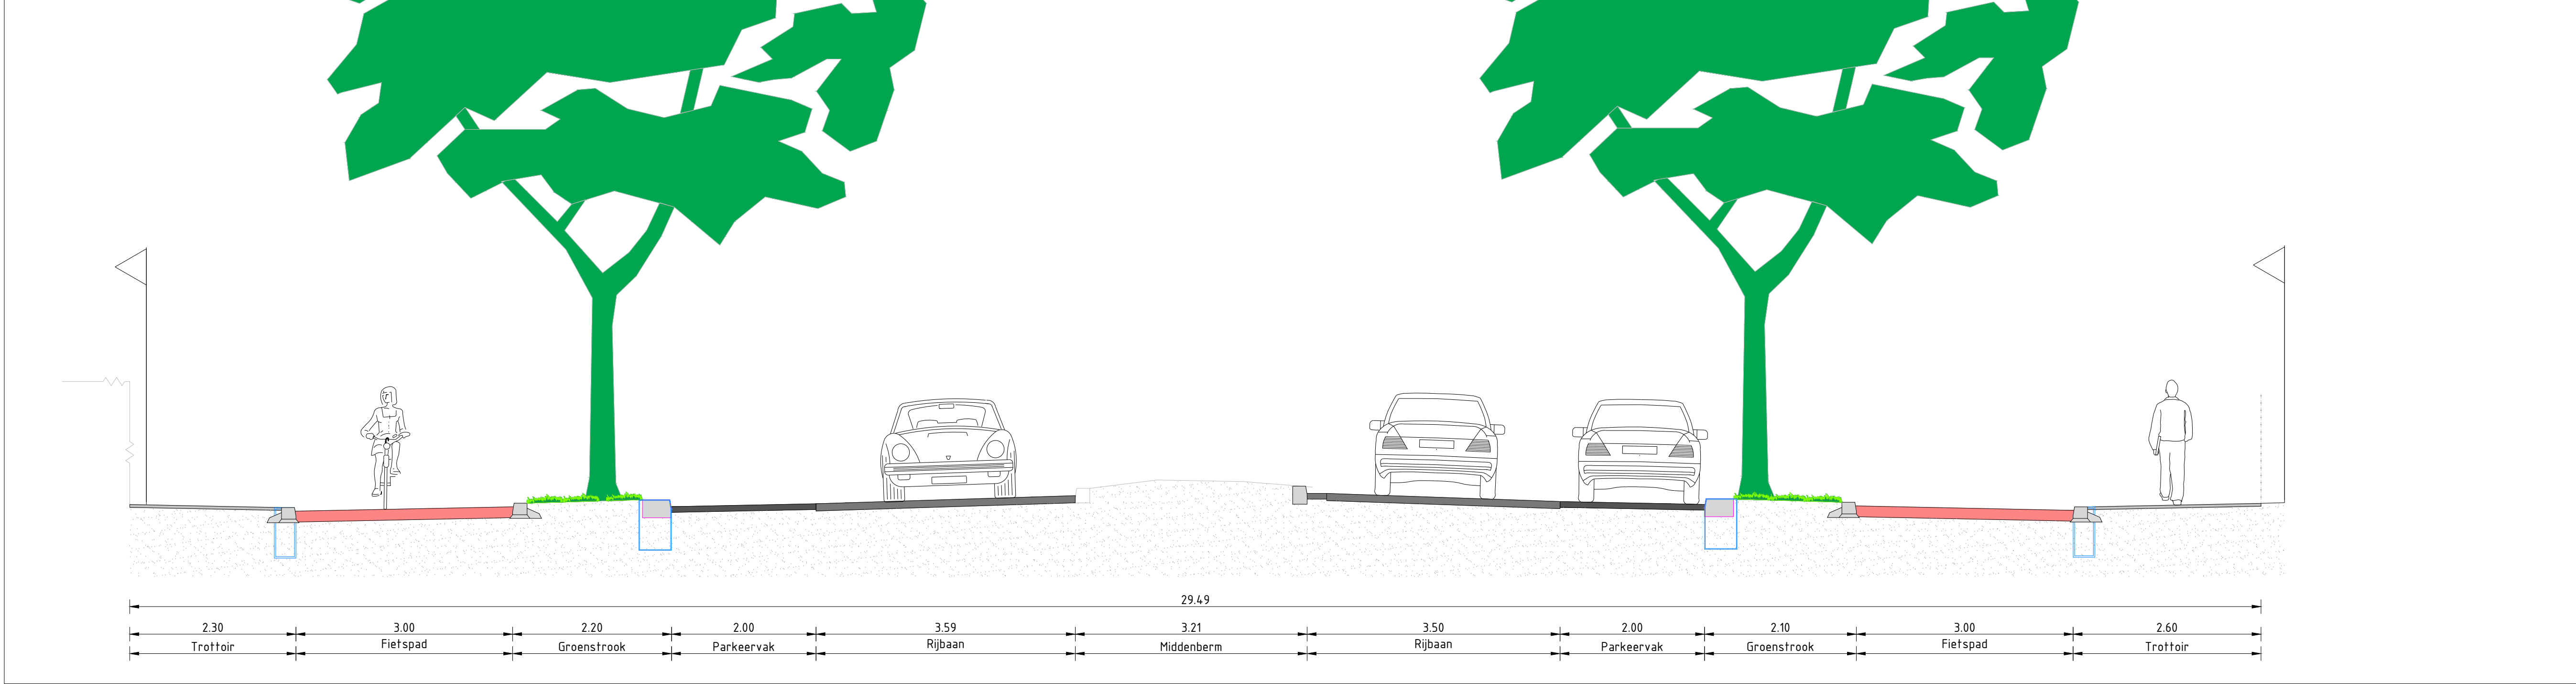 29.49
2.30 3.00 2.20 2.00 3.59 3.21 3.50 2.00 2.10 3.00 2.60
Trottoir Fietspad Groenstrook Parkeervak Rijbaan Middenberm Rijbaan Parkeervak Groenstrook Fietspad Trottoir